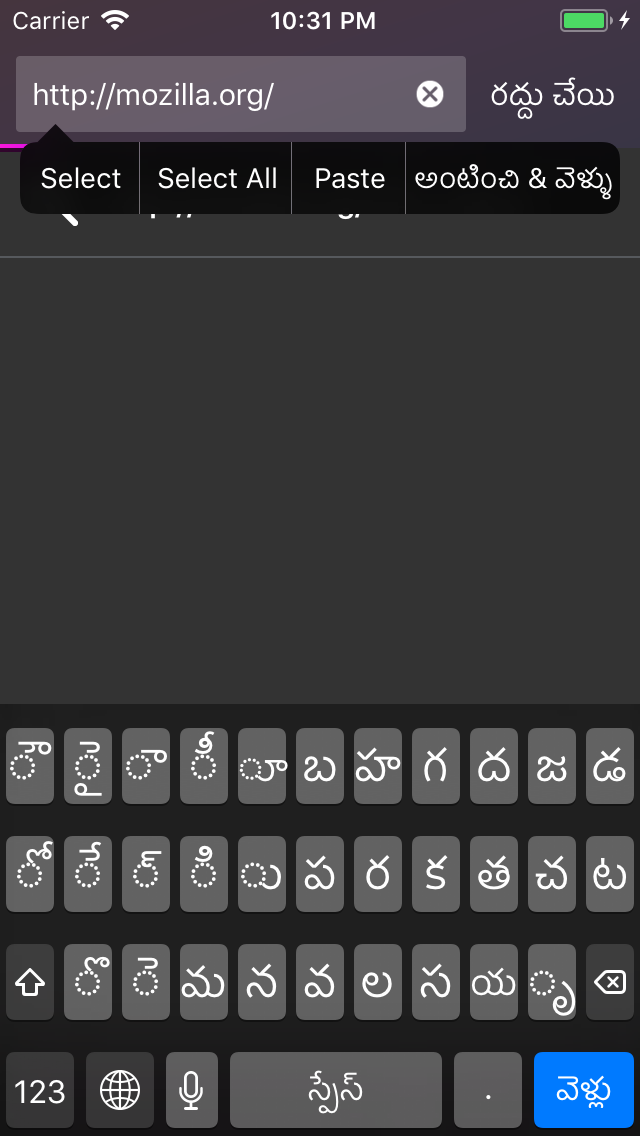 Carrier 10:31 PM
http://mozilla.org/ రద్దు చేయి
Select Select All Paste అంటించి & వెళ్ళు
ౌ ై ా ీ ూ బ హ గ ద జ డ
ో ే ్ ి ు ప ర క త చ ట
ొ ె మ న వ ల స య ృ
123 స్పేస్ . వెళ్లు